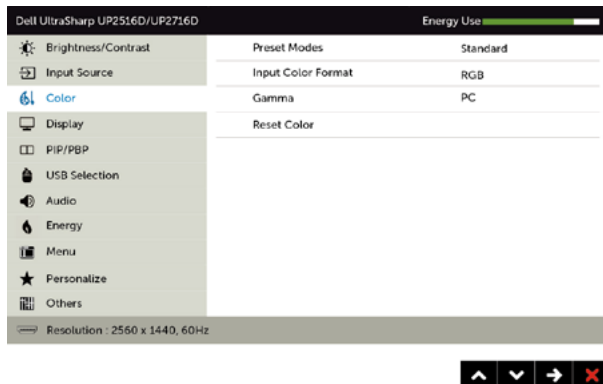 Dell UltraSharp UP2516D/UP2716D Energy Use
Brightness/Contrast Preset Modes Standard
Input Source Input Color Format RGB
Color Gamma PC
Display Reset Color
PIP/PBP
USB Selection
Audio
Energy
Menu
Personalize
Others
Resolution : 2560 x 1440, 60Hz